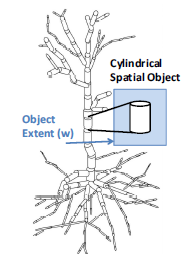 Cylindrical
Spatial Object
Object
Extent (w)